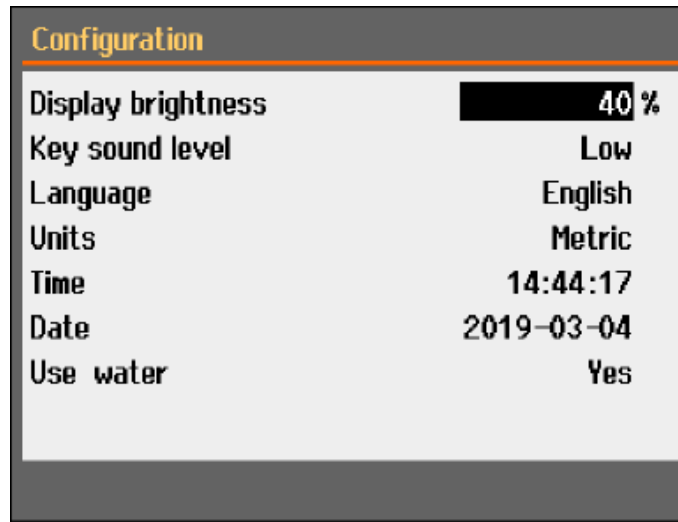 Configuration
Display brightness 40 %
Key sound level Low
Language English
Units Metric
Time 14:44:17
Date 2019-03-04
Use water Yes